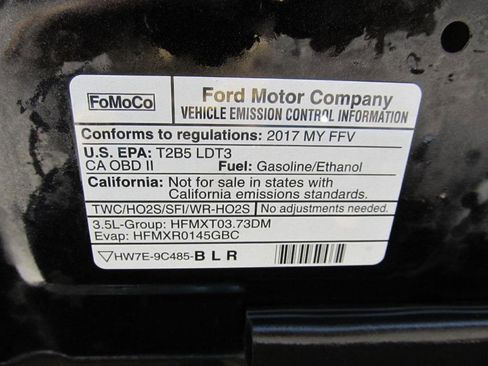 FoMoCo
Ford Motor Company
VEHICLE EMISSION CONTROL INFORMATION
Conforms to regulations: 2017 MY FFV
U.S. EPA: T2B5 LDT3
CA OBD II Fuel: Gasoline/Ethanol
California: Not for sale in states with
California emissions standards.
TWC/HO2S/SFI/WR-HO2S No adjustments needed.
3.5L-Group: HFMXT03.73DM
Evap: HFMXR0145GBC
HW7E-9C485-BLR